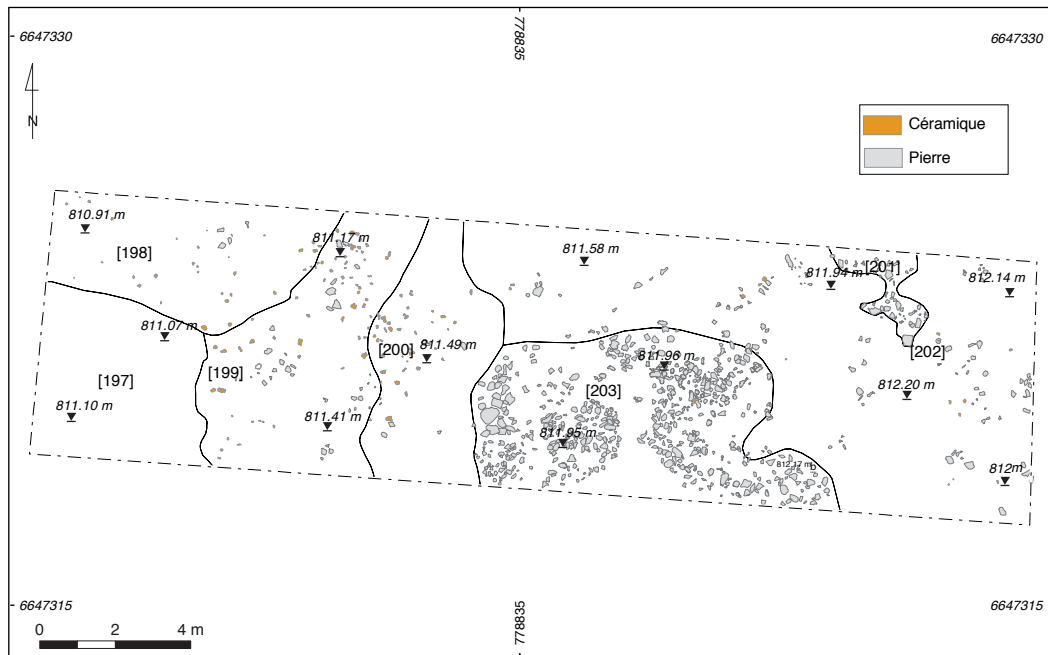 778835
6647330
6647330
N
Céramique
Pierre
810.91 m
[198]
811.17 m
811.58 m
811.94 m
[201]
812.14 m
811.07 m
[200]
811.49 m
[202]
[197]
[199]
811.96 m
[203]
812.20 m
811.10 m
811.41 m
811.95 m
812.17 m
812m
6647315
6647315
778835
0 2 4 m